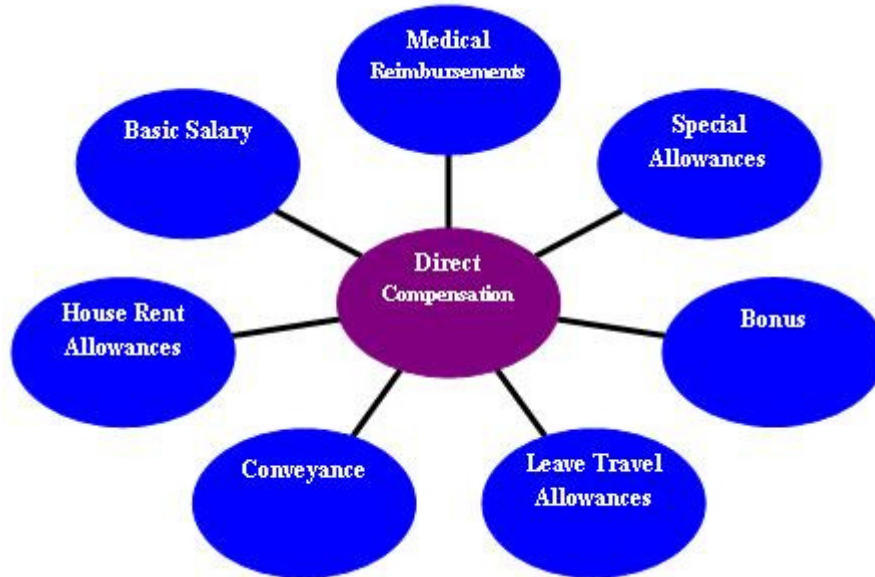 Medical
Reimbursements
Basic Salary
Special
Allowances
Direct
Compensation
House Rent
Allowances
Bonus
Conveyance
Leave Travel
Allowances